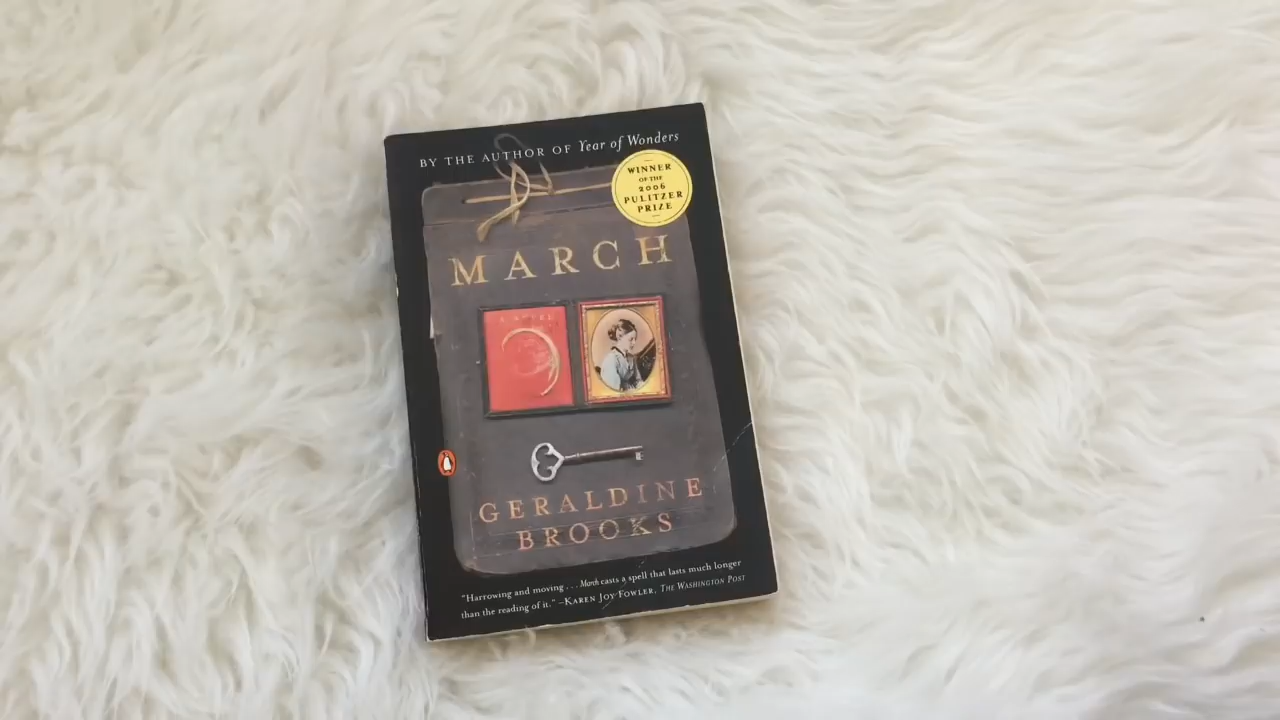 BY THE AUTHOR OF Year of Wonders
WINNER
OF THE
2006
PULITZER
PRIZE
MARCH
A NOVEL
GERALDINE
BROOKS
"Harrowing and moving . . . March casts a spell that lasts much longer
than the reading of it." –KAREN JOY FOWLER, THE WASHINGTON POST